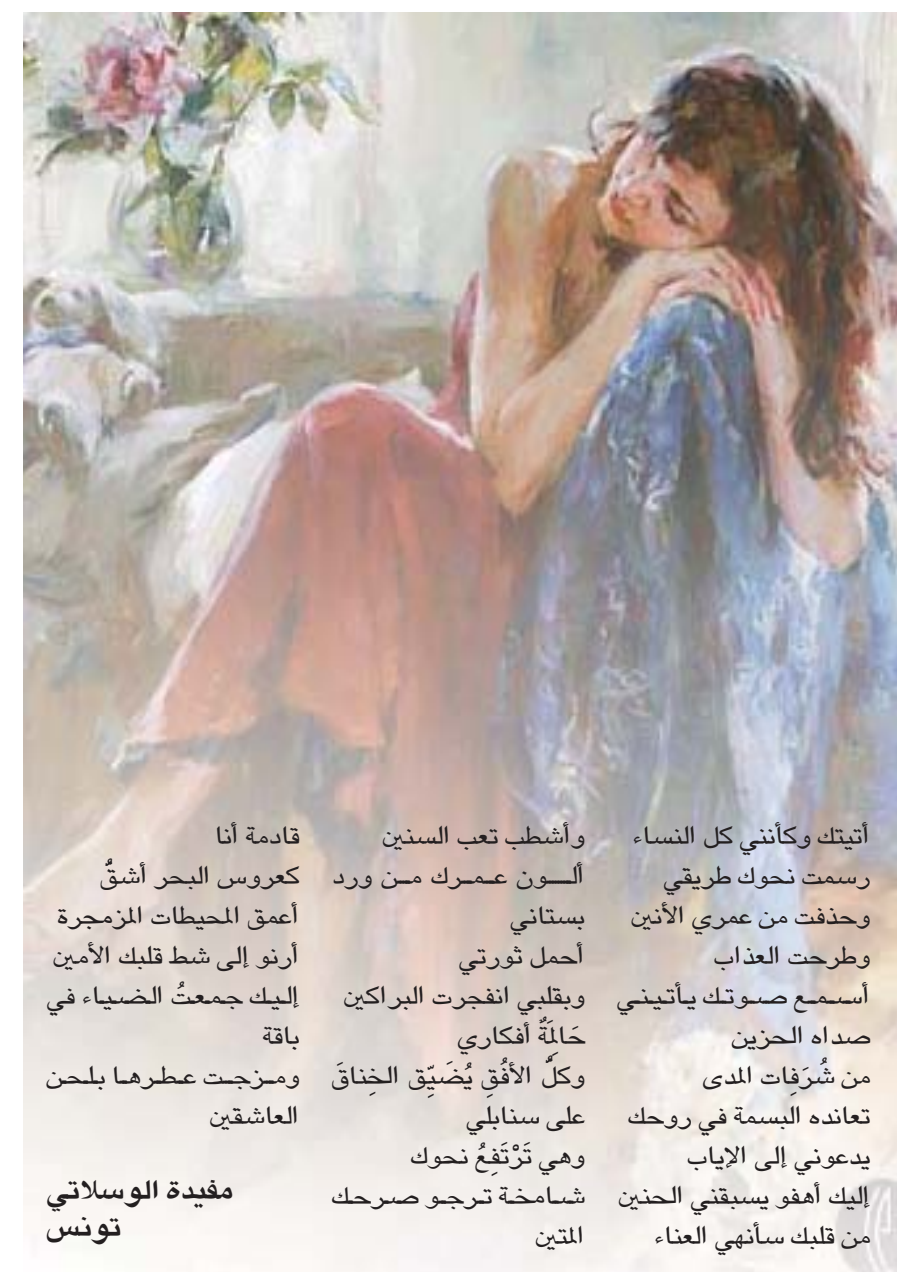 أتيتك وكأنني كل النساء
رسمت نحوك طريقي
وحذفت من عمري الأنين
وطرحت العذاب
أسمع صوتك يأتيني
صداه الحزين
من شُرَفات المدى
تعانده البسمة في روحك
يدعوني إلى الإياب
إليك أهفو يسبقني الحنين
من قلبك سأنهي العناء
وأشطب تعب السنين
ألون عمرك من ورد
بستاني
أحمل ثورتي
وبقلبي انفجرت البراكين
حَالِمَةٌ أفكاري
وكلُّ الأفُقِ يُضَيِّق الخِناقَ
على سنابلي
وهي تَرْتَفِعُ نحوك
شامخة ترجو صرحك
المتين
قادمة أنا
كعروس البحر أشقُّ
أعمق المحيطات المزمجرة
أرنو إلى شط قلبك الأمين
إليك جمعتُ الضياء في
باقة
ومزجت عطرها بلحن
العاشقين
مفيدة الوسلاتي
تونس